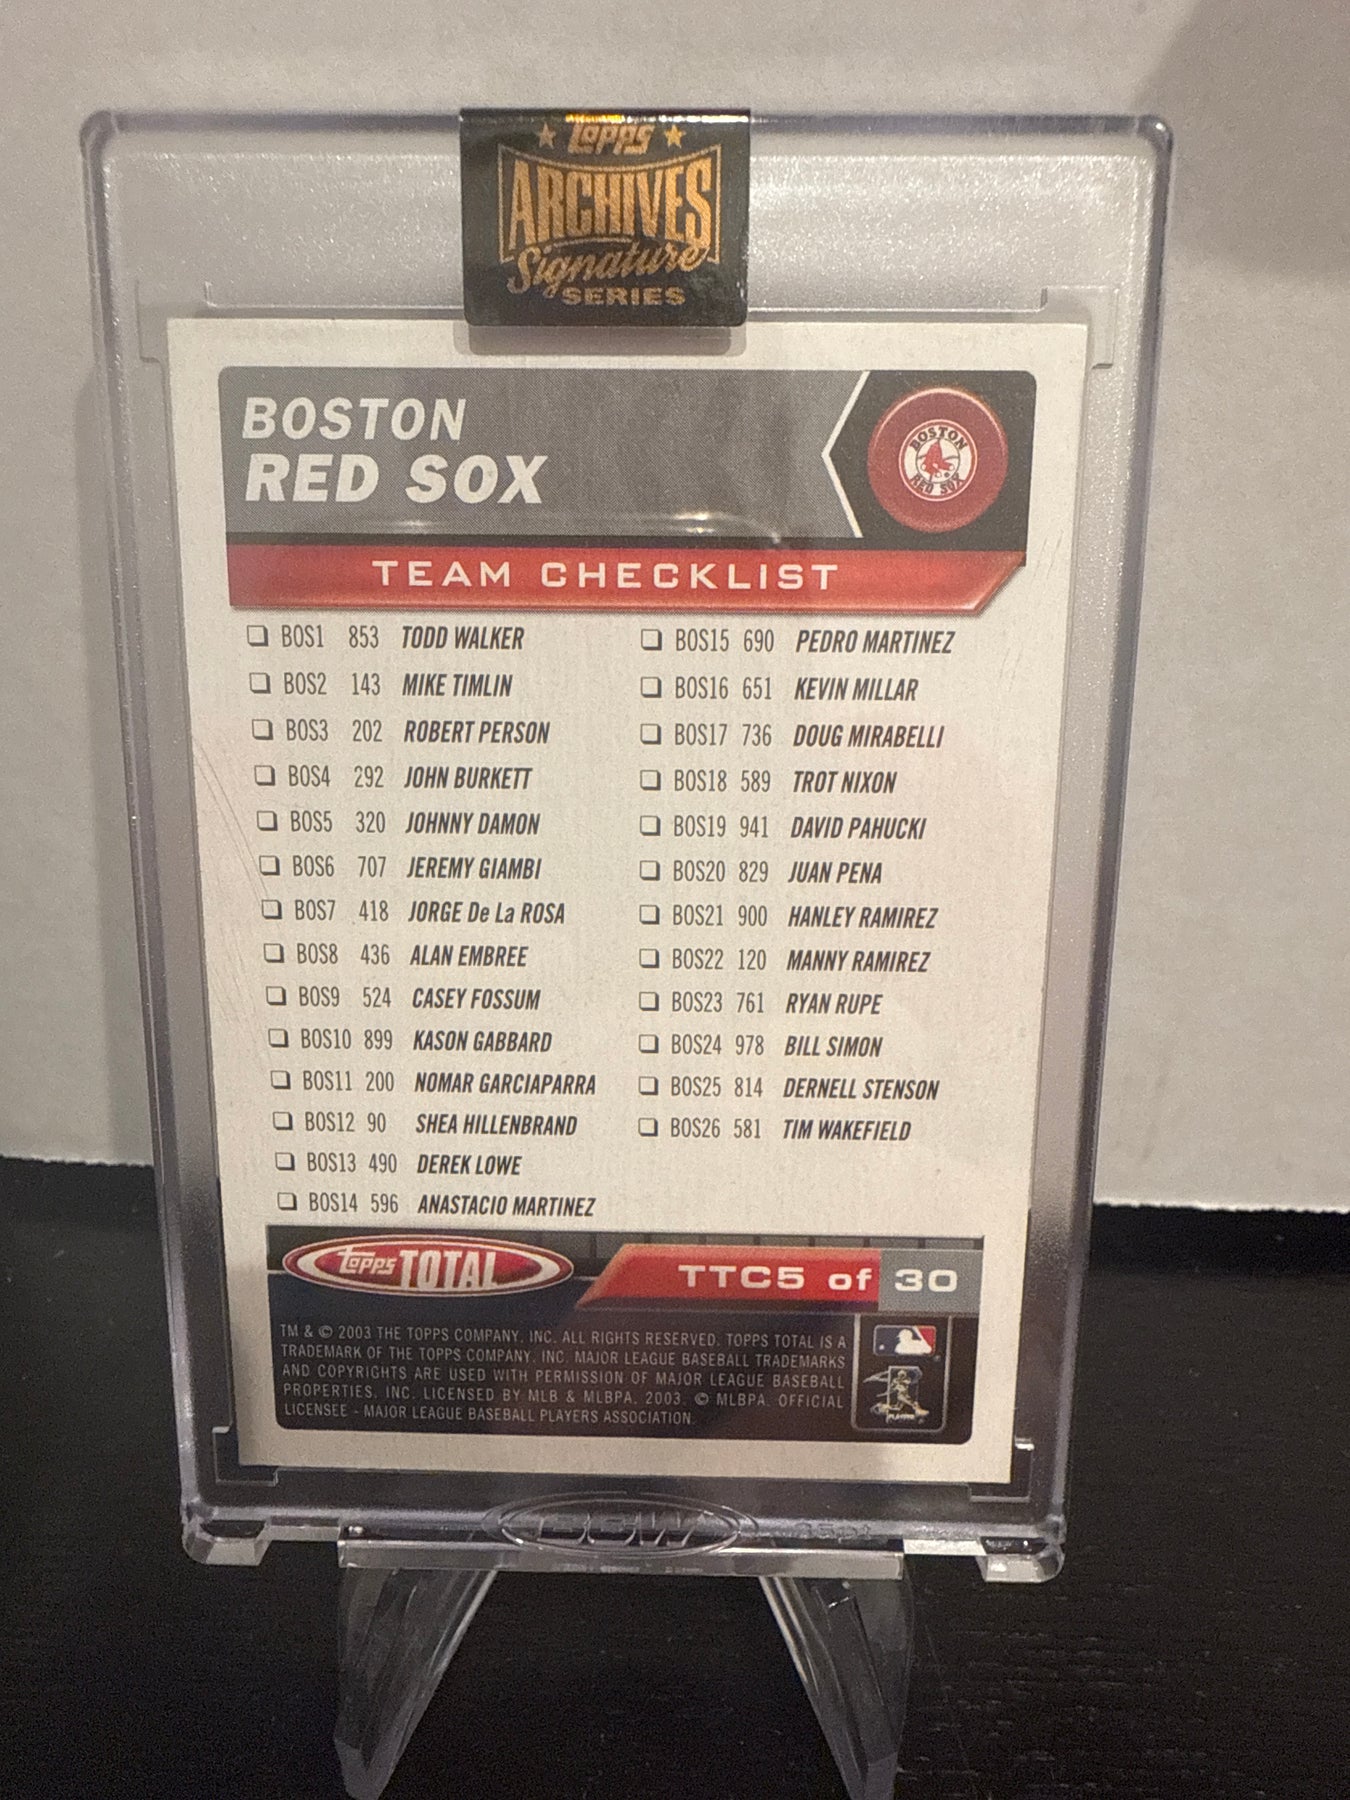 Topps
ARCHIVES
Signature
SERIES
BOSTON
RED SOX
BOSTON
RED SOX
TEAM CHECKLIST
BOS1 853 TODD WALKER
BOS2 143 MIKE TIMLIN
BOS3 202 ROBERT PERSON
BOS4 292 JOHN BURKETT
BOS5 320 JOHNNY DAMON
BOS6 707 JEREMY GIAMBI
BOS7 418 JORGE De La ROSA
BOS8 436 ALAN EMBREE
BOS9 524 CASEY FOSSUM
BOS10 899 KASON GABBARD
BOS11 200 NOMAR GARCIAPARRA
BOS12 90 SHEA HILLENBRAND
BOS13 490 DEREK LOWE
BOS14 596 ANASTACIO MARTINEZ
BOS15 690 PEDRO MARTINEZ
BOS16 651 KEVIN MILLAR
BOS17 736 DOUG MIRABELLI
BOS18 589 TROT NIXON
BOS19 941 DAVID PAHUCKI
BOS20 829 JUAN PENA
BOS21 900 HANLEY RAMIREZ
BOS22 120 MANNY RAMIREZ
BOS23 761 RYAN RUPE
BOS24 978 BILL SIMON
BOS25 814 DERNELL STENSON
BOS26 581 TIM WAKEFIELD
Topps TOTAL
TTC5 of 30
TM & © 2003 THE TOPPS COMPANY, INC. ALL RIGHTS RESERVED. TOPPS TOTAL IS A
TRADEMARK OF THE TOPPS COMPANY, INC. MAJOR LEAGUE BASEBALL TRADEMARKS
AND COPYRIGHTS ARE USED WITH PERMISSION OF MAJOR LEAGUE BASEBALL
PROPERTIES, INC. LICENSED BY MLB & MLBPA, 2003. © MLBPA. OFFICIAL
LICENSEE - MAJOR LEAGUE BASEBALL PLAYERS ASSOCIATION.
BCW